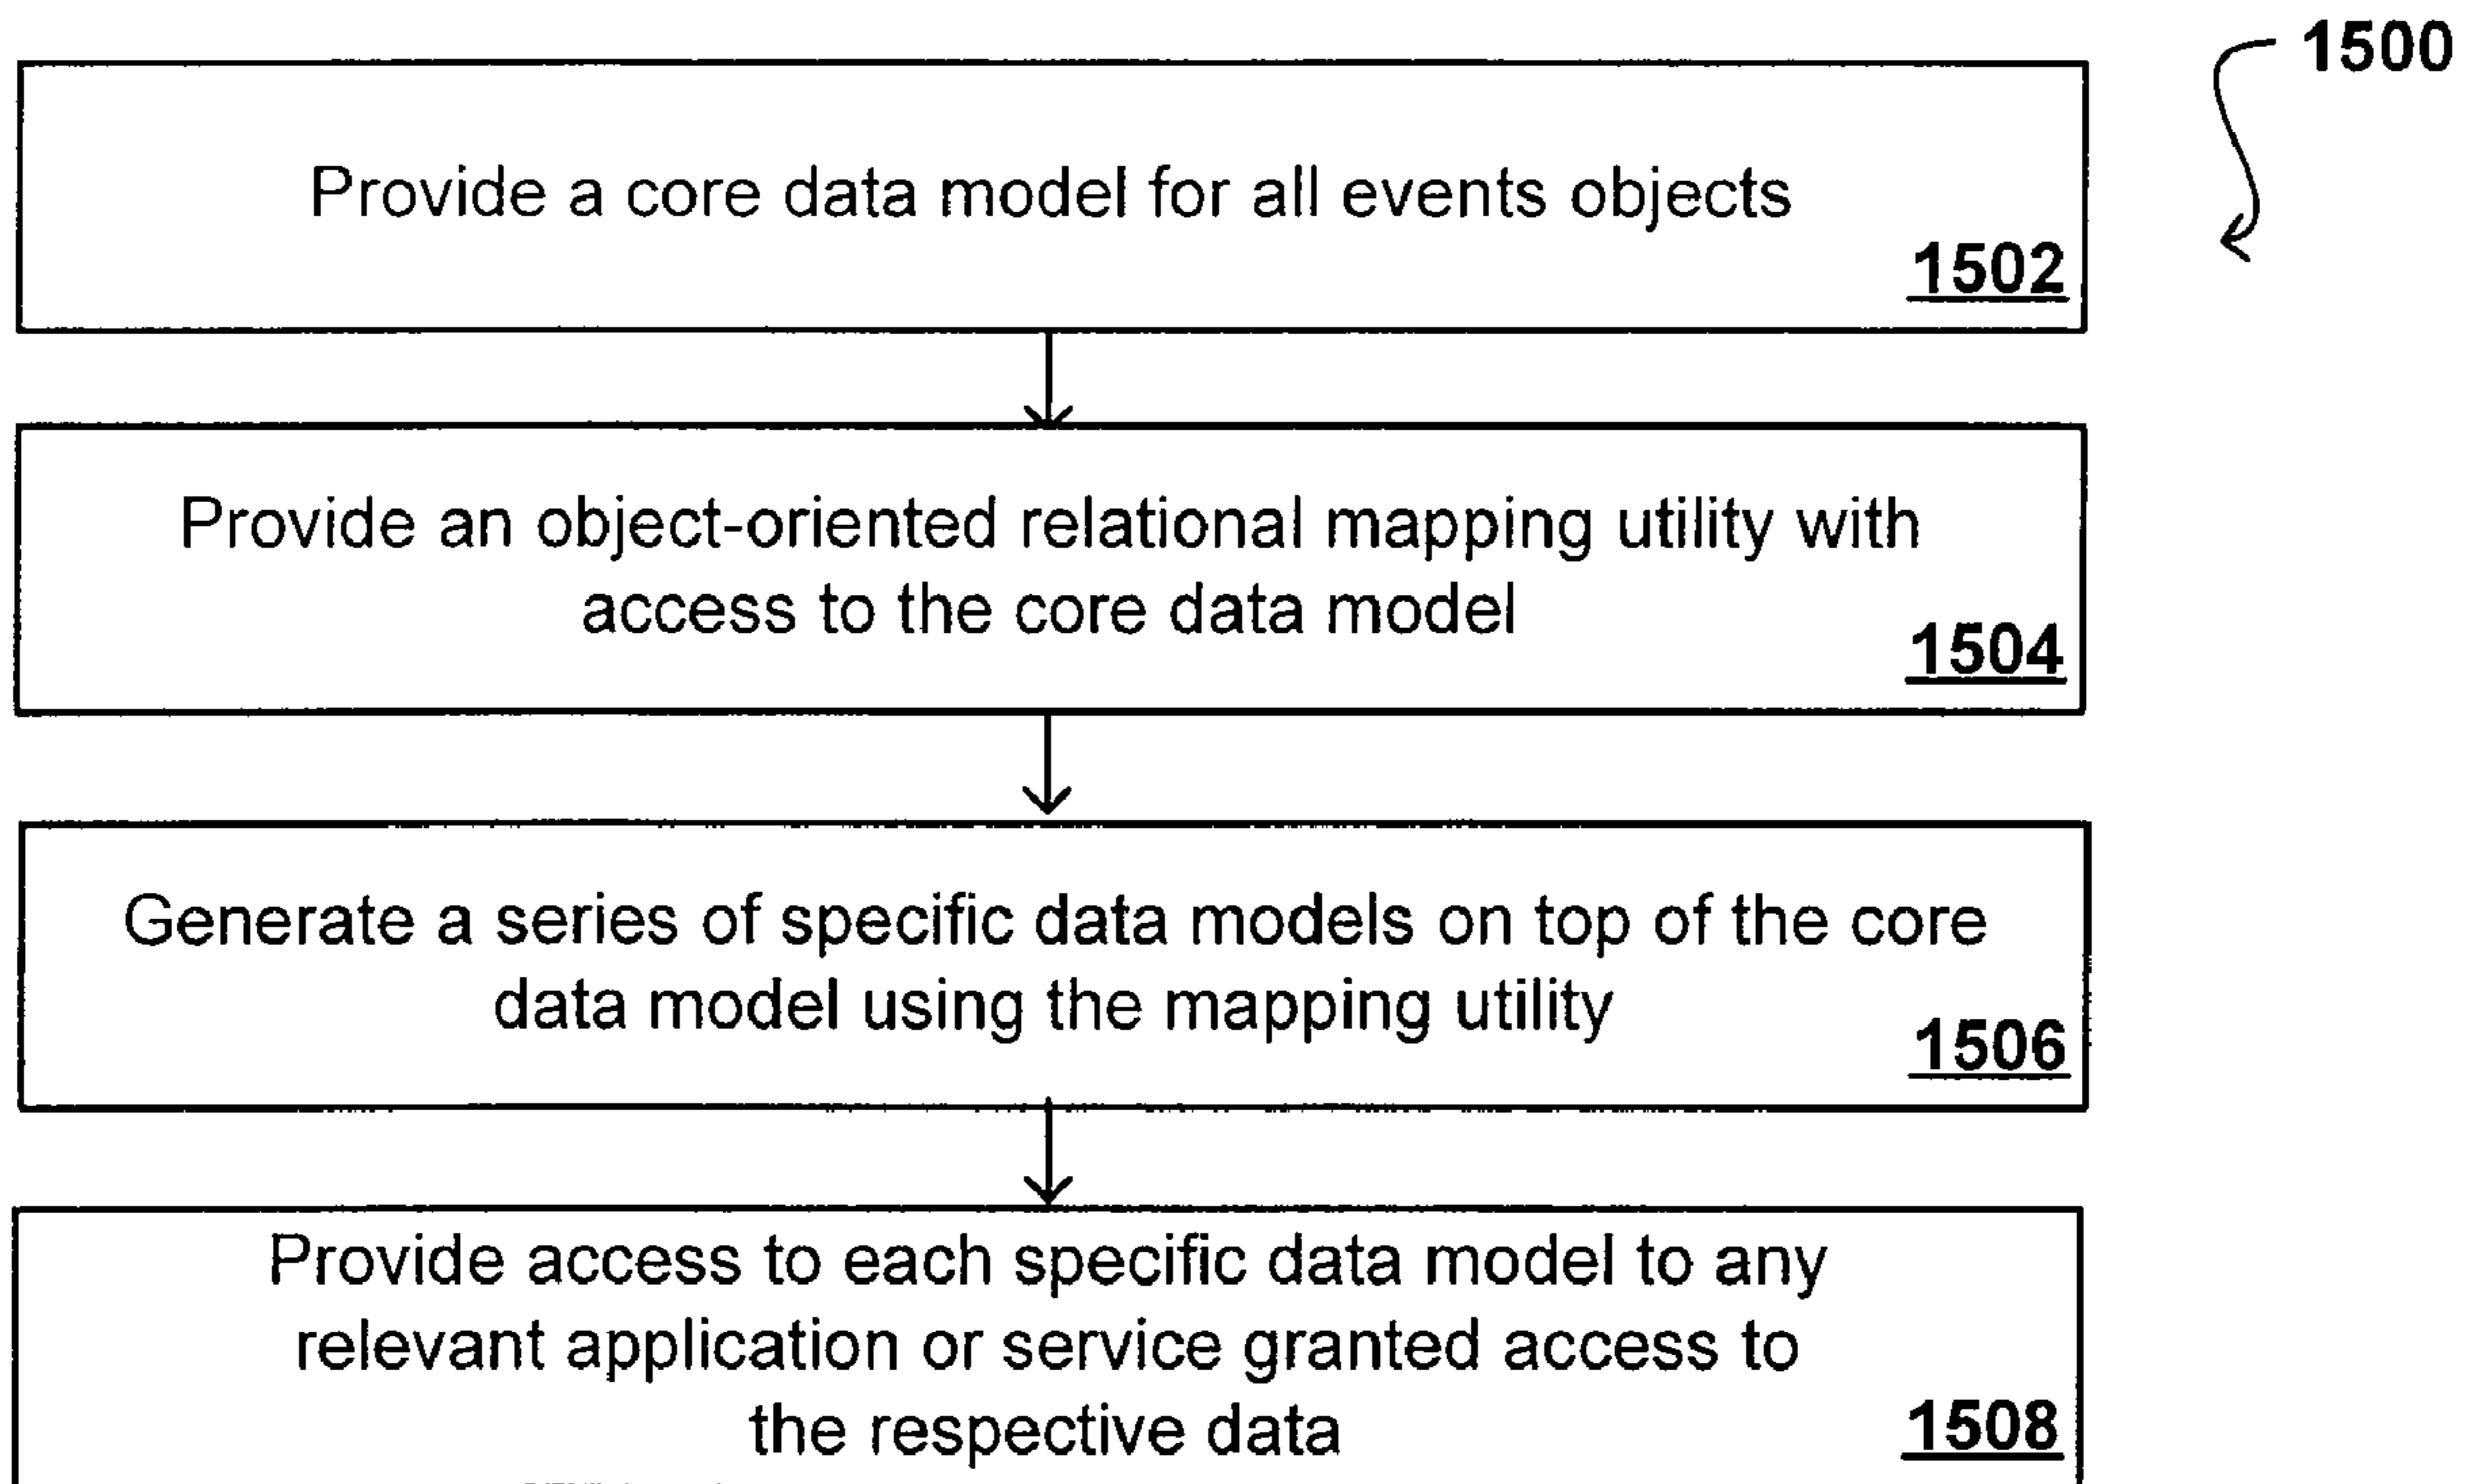 1500
Provide a core data model for all events objects
1502
Provide an object-oriented relational mapping utility with
access to the core data model
1504
Generate a series of specific data models on top of the core
data model using the mapping utility
1506
Provide access to each specific data model to any
relevant application or service granted access to
the respective data
1508